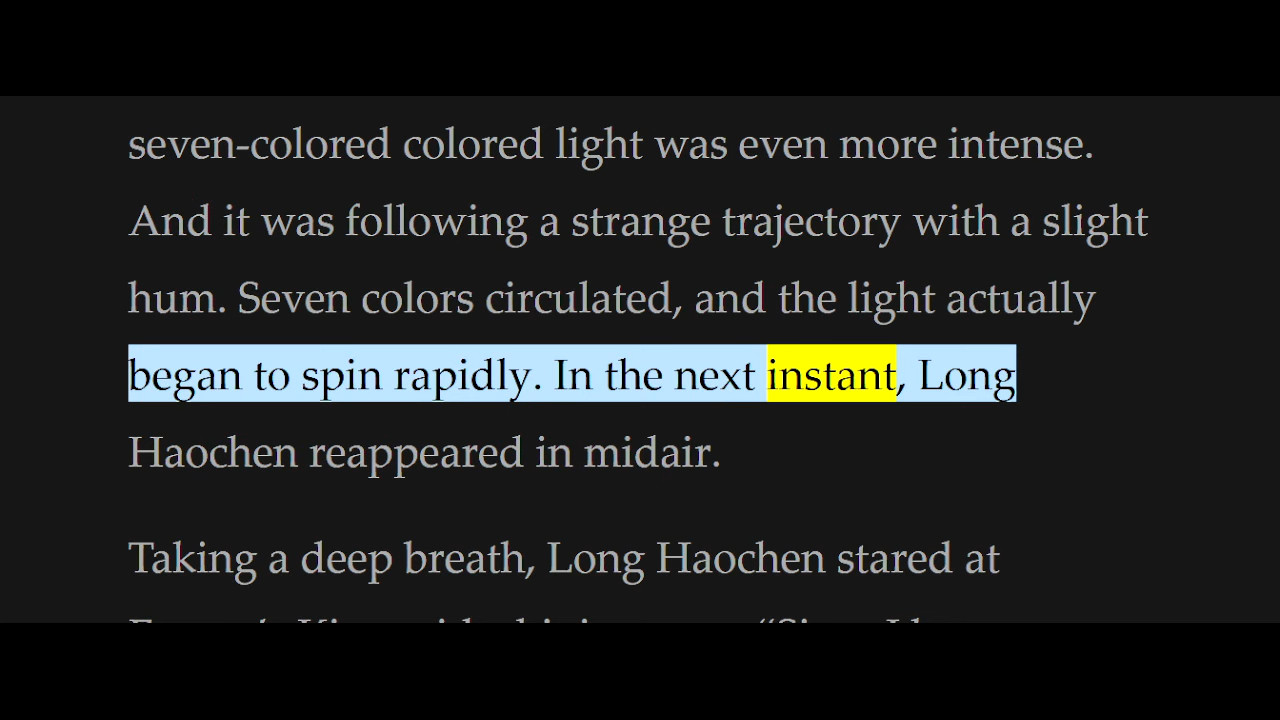 seven-colored colored light was even more intense.
And it was following a strange trajectory with a slight
hum. Seven colors circulated, and the light actually
began to spin rapidly. In the next instant, Long
Haochen reappeared in midair.
Taking a deep breath, Long Haochen stared at